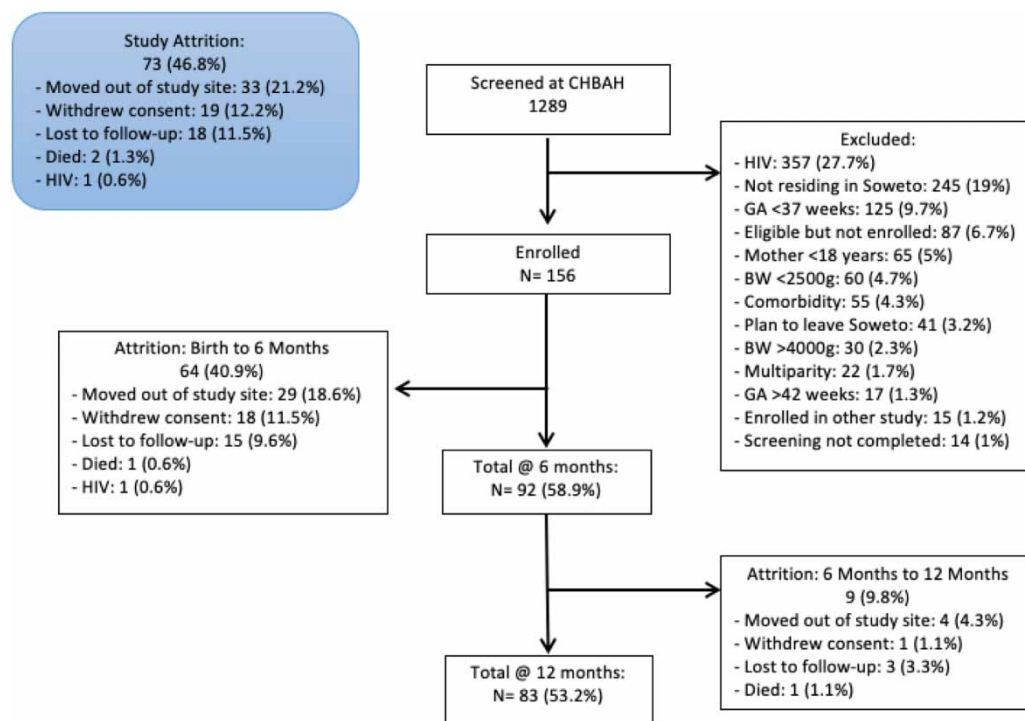 Study Attrition:
73 (46.8%)
- Moved out of study site: 33 (21.2%)
- Withdrew consent: 19 (12.2%)
- Lost to follow-up: 18 (11.5%)
- Died: 2 (1.3%)
- HIV: 1 (0.6%)
Screened at CHBAH
1289
Excluded:
- HIV: 357 (27.7%)
- Not residing in Soweto: 245 (19%)
- GA <37 weeks: 125 (9.7%)
- Eligible but not enrolled: 87 (6.7%)
- Mother <18 years: 65 (5%)
- BW <2500g: 60 (4.7%)
- Comorbidity: 55 (4.3%)
- Plan to leave Soweto: 41 (3.2%)
- BW >4000g: 30 (2.3%)
- Multiparity: 22 (1.7%)
- GA >42 weeks: 17 (1.3%)
- Enrolled in other study: 15 (1.2%)
- Screening not completed: 14 (1%)
Enrolled
N= 156
Attrition: Birth to 6 Months
64 (40.9%)
- Moved out of study site: 29 (18.6%)
- Withdrew consent: 18 (11.5%)
- Lost to follow-up: 15 (9.6%)
- Died: 1 (0.6%)
- HIV: 1 (0.6%)
Total @ 6 months:
N= 92 (58.9%)
Attrition: 6 Months to 12 Months
9 (9.8%)
- Moved out of study site: 4 (4.3%)
- Withdrew consent: 1 (1.1%)
- Lost to follow-up: 3 (3.3%)
- Died: 1 (1.1%)
Total @ 12 months:
N= 83 (53.2%)